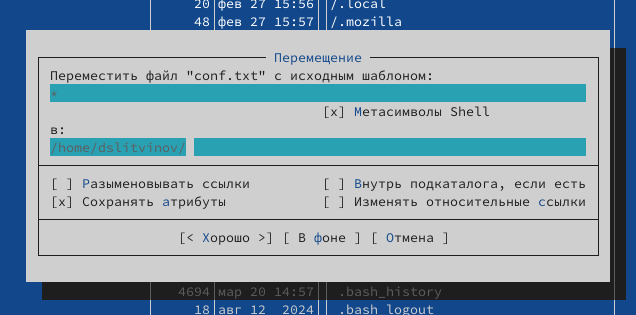 20 фев 27 15:56 /.local
48 фев 27 15:57 /.mozilla
Перемещение
Переместить файл "conf.txt" с исходным шаблоном:
*
[x] Метасимволы Shell
в:
/home/dslitvinov/
[ ] Разыменовывать ссылки [ ] Внутрь подкаталога, если есть
[x] Сохранять атрибуты [ ] Изменять относительные ссылки
[< Хорошо >] [ В фоне ] [ Отмена ]
4694 мар 20 14:57 .bash_history
18 авг 12 2024 .bash_logout